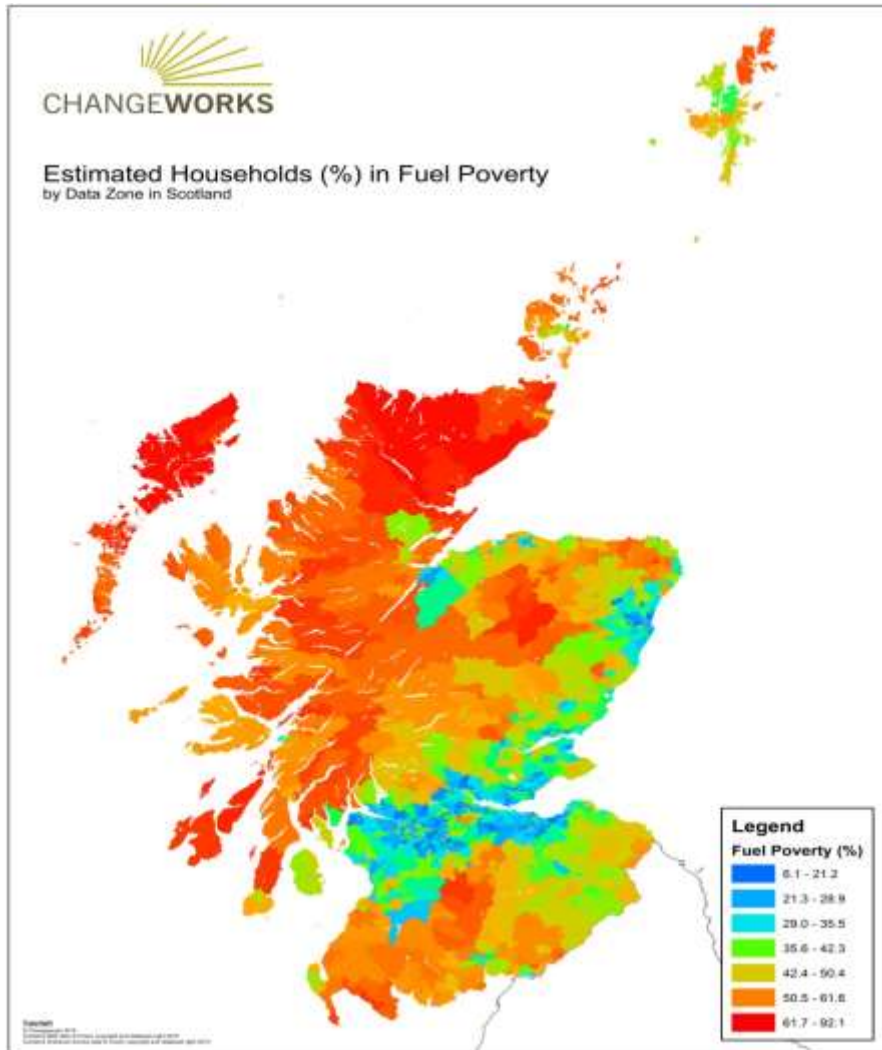 CHANGEWORKS
Estimated Households (%) in Fuel Poverty
by Data Zone in Scotland
Legend
Fuel Poverty (%)
6.1 - 21.2
21.3 - 28.9
29.0 - 35.5
35.6 - 42.3
42.4 - 50.4
50.5 - 61.6
61.7 - 92.1